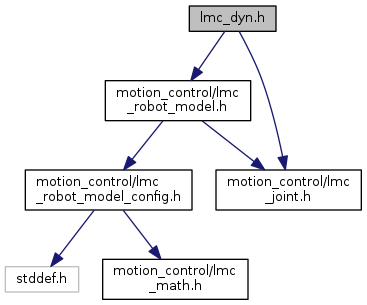 lmc_dyn.h
motion_control/lmc
_robot_model.h
motion_control/lmc
_robot_model_config.h
motion_control/lmc
_joint.h
stddef.h
motion_control/lmc
_math.h